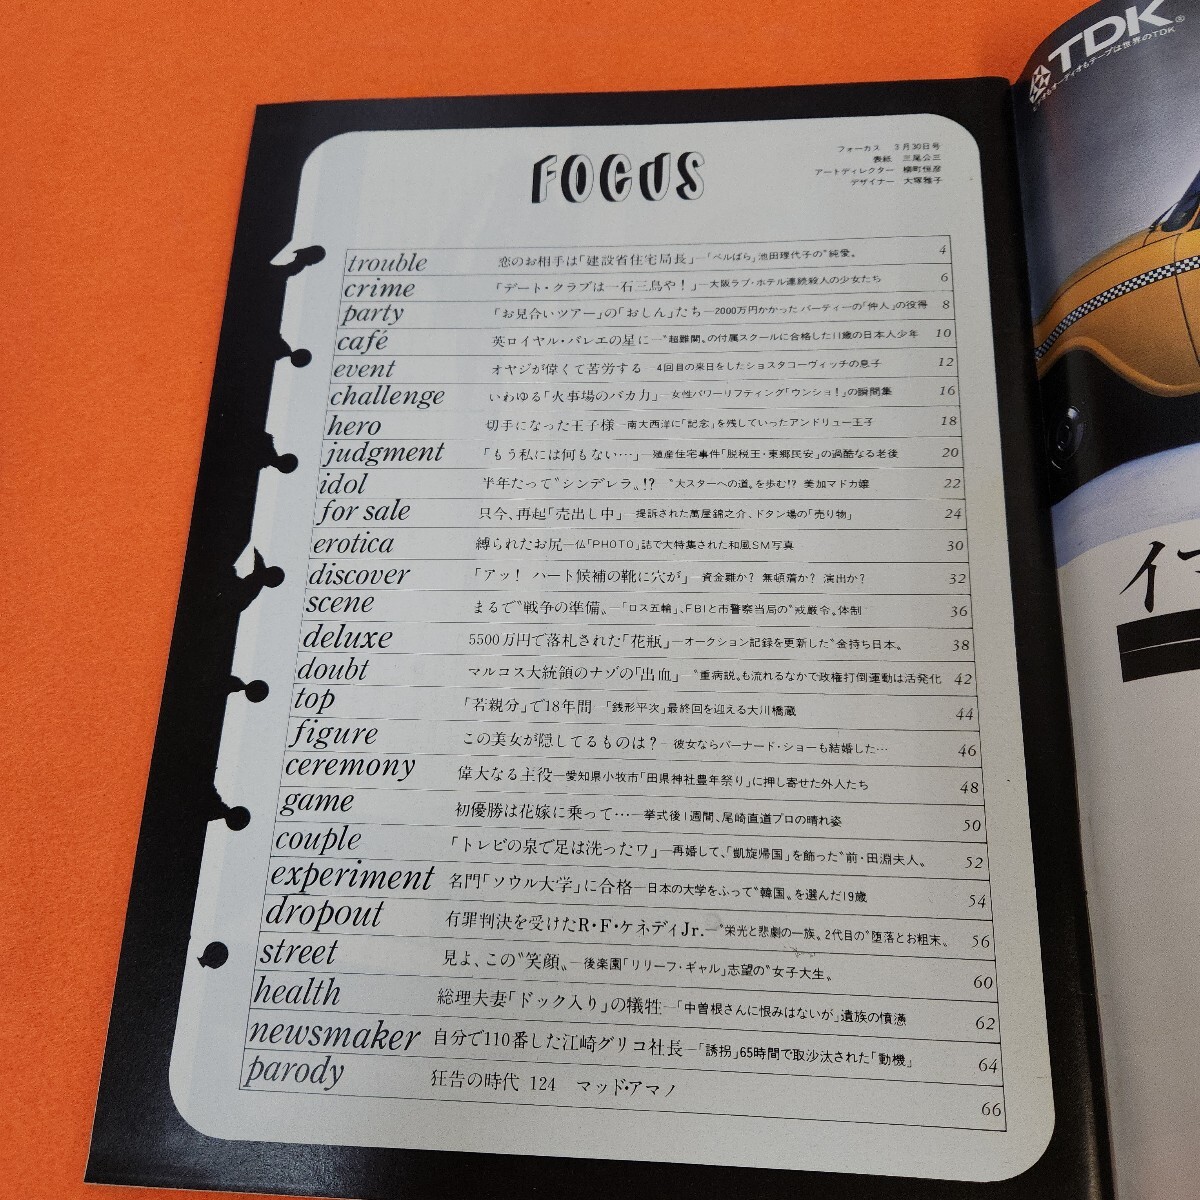 FOCUS
フォーカス 3月30日号
表紙 三尾公三
アートディレクター 横町恒彦
デザイナー 大塚雅子
trouble 恋のお相手は「建設省住宅局長」—「ベルばら」池田理代子の〝純愛〟 4
crime 「デート・クラブは一石三鳥や！」—大阪ラブ・ホテル連続殺人の少女たち 6
party 「お見合いツアー」の「おしん」たち—2000万円かかったパーティーの「仲人」の役得 8
café 英ロイヤル・バレエの星に—〝超難関〟の付属スクールに合格した11歳の日本人少年 10
event オヤジが偉くて苦労する—4回目の来日をしたショスタコーヴィッチの息子 12
challenge いわゆる「火事場のバカ力」—女性パワーリフティング「ウンショ！」の瞬間集 16
hero 切手になった王子様—南大西洋に「記念」を残していったアンドリュー王子 18
judgment 「もう私には何もない…」—殖産住宅事件「脱税王・東郷民安」の過酷なる老後 20
idol 半年たって〝シンデレラ〟!? 〝大スターへの道〟を歩む!? 美加マドカ嬢 22
for sale 只今、再起「売出し中」—提訴された萬屋錦之介、ドタン場の「売り物」 24
erotica 縛られたお尻—仏「PHOTO」誌で大特集された和風SM写真 30
discover 「アッ！ ハート候補の靴に穴が」—資金難か？ 無頓着か？ 演出か？ 32
scene まるで〝戦争の準備〟—「ロス五輪」、FBIと市警察当局の〝戒厳令〟体制 36
deluxe 5500万円で落札された「花瓶」—オークション記録を更新した〝金持ち日本〟 38
doubt マルコス大統領のナゾの「出血」—〝重病説〟も流れるなかで政権打倒運動は活発化 42
top 「若親分」で18年間 「銭形平次」最終回を迎える大川橋蔵 44
figure この美女が隠してるものは？—彼女ならバーナード・ショーも結婚した… 46
ceremony 偉大なる主役—愛知県小牧市「田県神社豊年祭り」に押し寄せた外人たち 48
game 初優勝は花嫁に乗って…—挙式後1週間、尾崎直道プロの晴れ姿 50
couple 「トレビの泉で足は洗ったワ」—再婚して、「凱旋帰国」を飾った〝前・田淵夫人〟 52
experiment 名門「ソウル大学」に合格—日本の大学をふって〝韓国〟を選んだ19歳 54
dropout 有罪判決を受けたR・F・ケネディJr.—〝栄光と悲劇の一族〟2代目の〝堕落とお粗末〟 56
street 見よ、この〝笑顔〟—後楽園「リリーフ・ギャル」志望の〝女子大生〟 60
health 総理夫妻「ドック入り」の犠牲—「中曽根さんに恨みはないが」遺族の憤懣 62
newsmaker 自分で110番した江崎グリコ社長—「誘拐」65時間で取沙汰された「動機」 64
parody 狂告の時代 124 マッド・アマノ 66
TDK®
ビデオもオーディオもテープは世界のTDK
イ